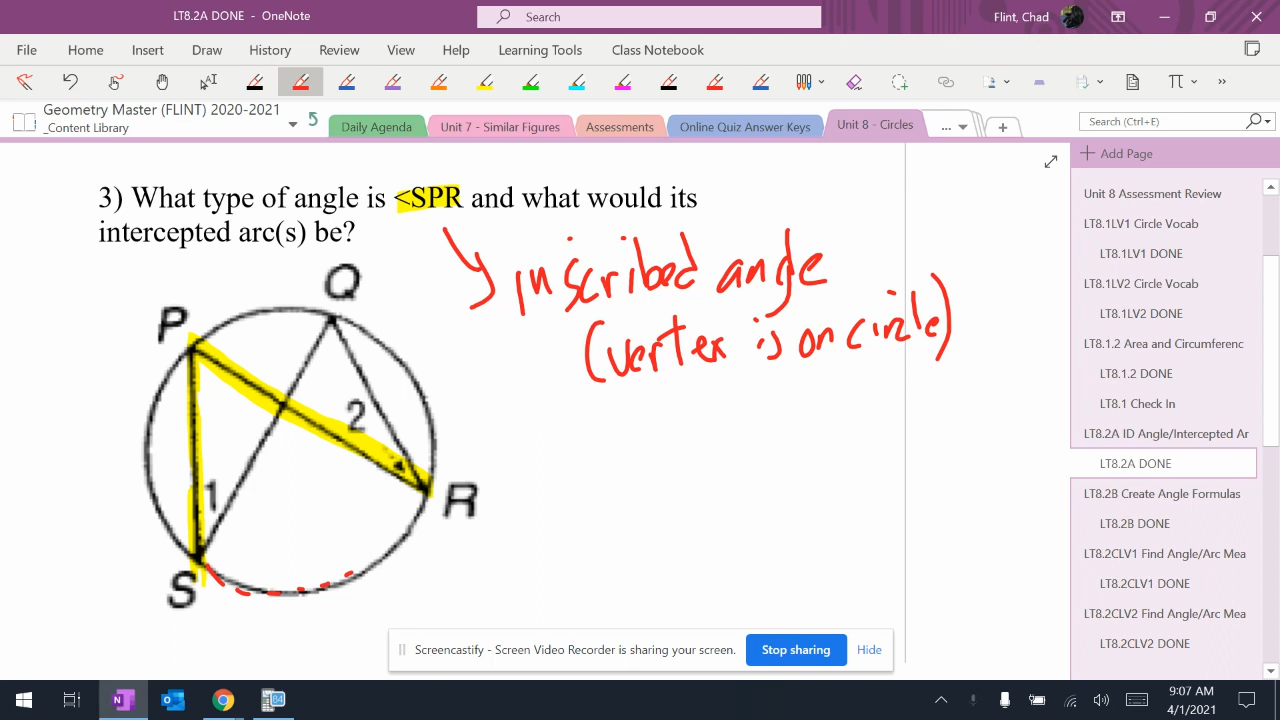 LT8.2A DONE - OneNote
Search
Flint, Chad
File Home Insert Draw History Review View Help Learning Tools Class Notebook
Geometry Master (FLINT) 2020-2021
_Content Library
Daily Agenda Unit 7 - Similar Figures Assessments Online Quiz Answer Keys Unit 8 - Circles ... +
Search (Ctrl+E)
Add Page
3) What type of angle is <SPR and what would its
intercepted arc(s) be?
inscribed angle
(vertex is on circle)
Q
P
2
1
R
S
Unit 8 Assessment Review
LT8.1LV1 Circle Vocab
LT8.1LV1 DONE
LT8.1LV2 Circle Vocab
LT8.1LV2 DONE
LT8.1.2 Area and Circumferenc
LT8.1.2 DONE
LT8.1 Check In
LT8.2A ID Angle/Intercepted Ar
LT8.2A DONE
LT8.2B Create Angle Formulas
LT8.2B DONE
LT8.2CLV1 Find Angle/Arc Mea
LT8.2CLV1 DONE
LT8.2CLV2 Find Angle/Arc Mea
LT8.2CLV2 DONE
Screencastify - Screen Video Recorder is sharing your screen.
Stop sharing
Hide
9:07 AM
4/1/2021